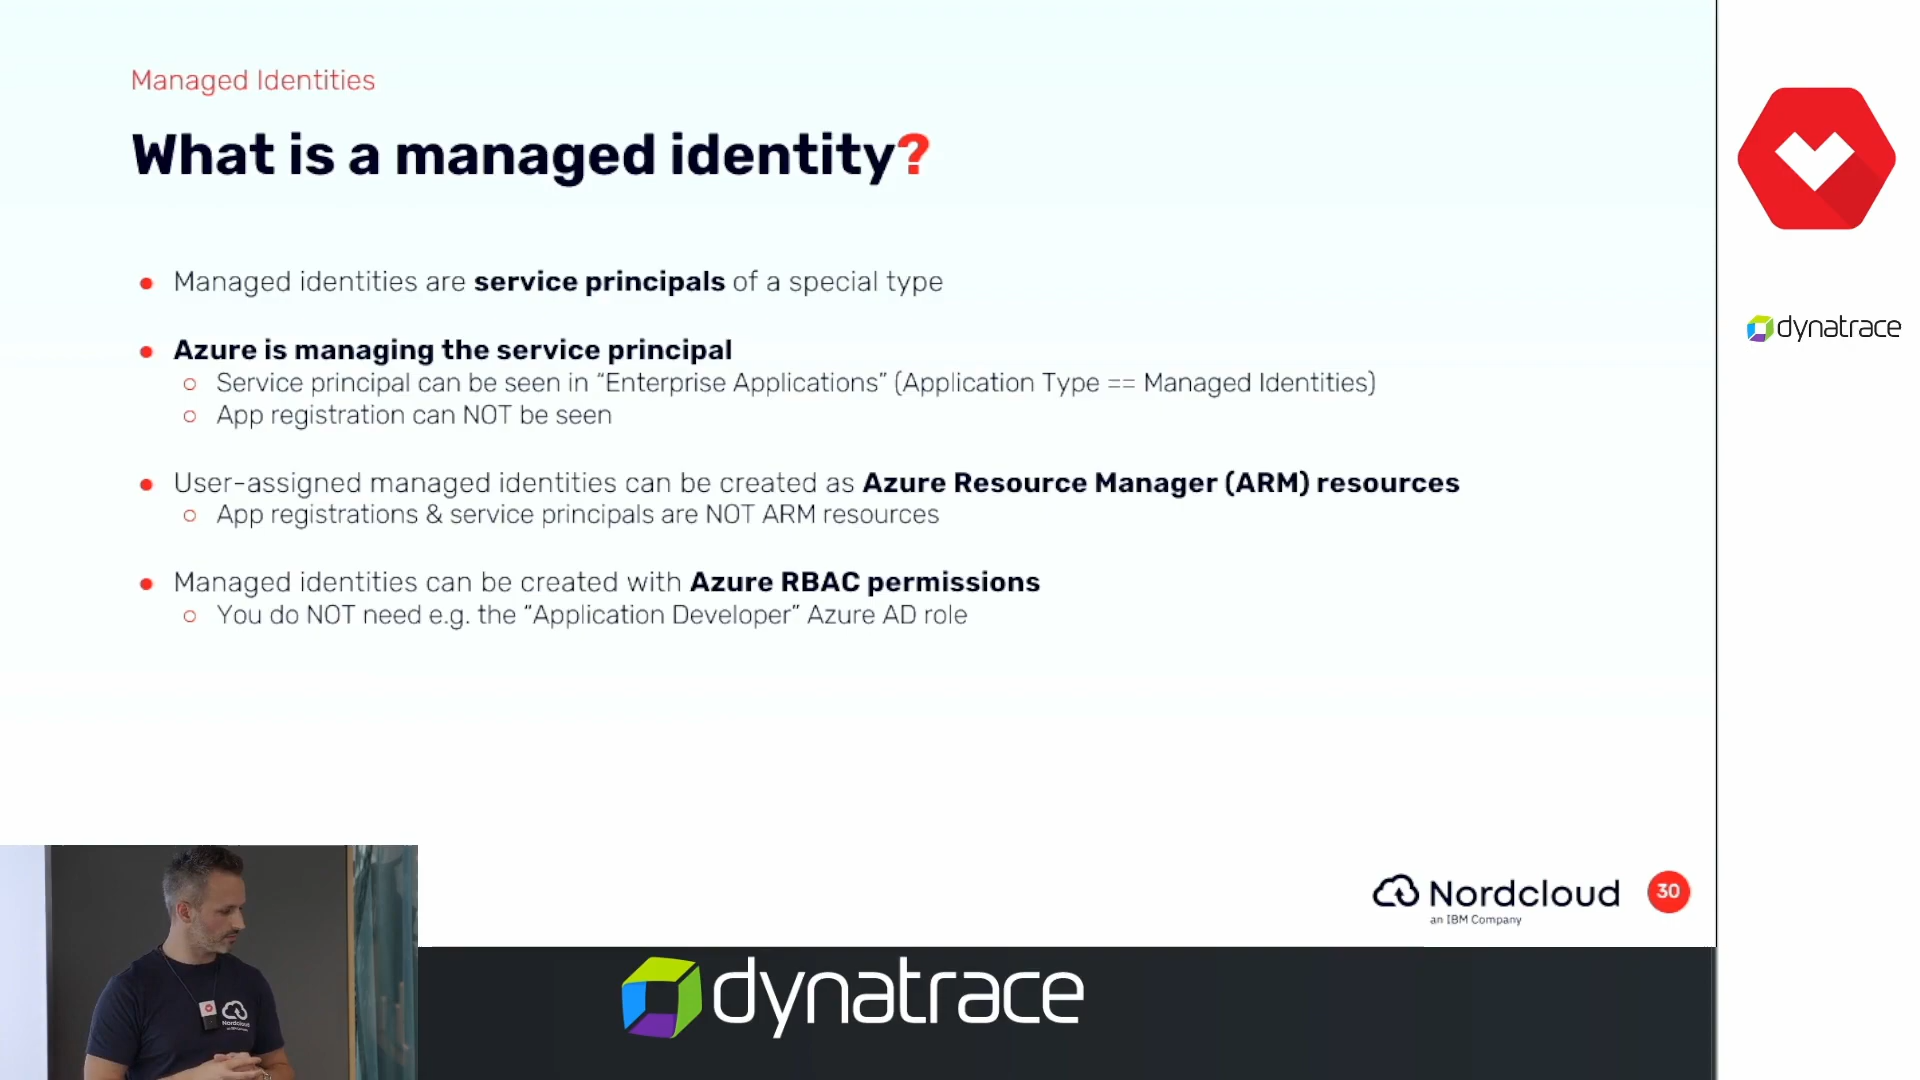 Managed Identities
What is a managed identity?
Managed identities are service principals of a special type
Azure is managing the service principal
Service principal can be seen in “Enterprise Applications” (Application Type == Managed Identities)
App registration can NOT be seen
User-assigned managed identities can be created as Azure Resource Manager (ARM) resources
App registrations & service principals are NOT ARM resources
Managed identities can be created with Azure RBAC permissions
You do NOT need e.g. the “Application Developer” Azure AD role
Nordcloud
an IBM Company
30
dynatrace
dynatrace
Nordcloud